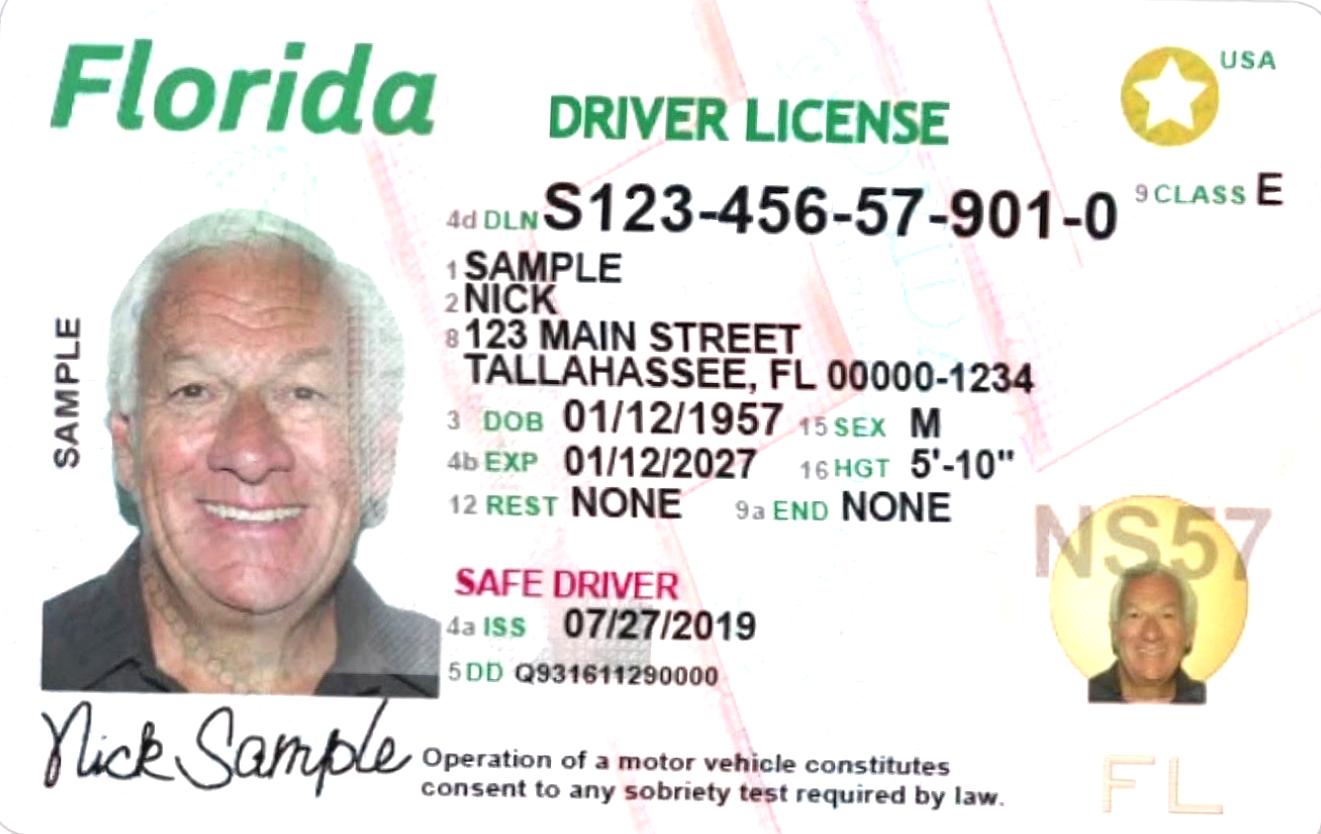 Florida
USA
DRIVER LICENSE
4d DLN S123-456-57-901-0
9 CLASS E
1 SAMPLE
2 NICK
8 123 MAIN STREET
TALLAHASSEE, FL 00000-1234
3 DOB 01/12/1957 15 SEX M
4b EXP 01/12/2027 16 HGT 5'-10"
12 REST NONE 9a END NONE
SAMPLE
NS57
SAFE DRIVER
4a ISS 07/27/2019
5 DD Q931611290000
Nick Sample
Operation of a motor vehicle constitutes
consent to any sobriety test required by law.
FL